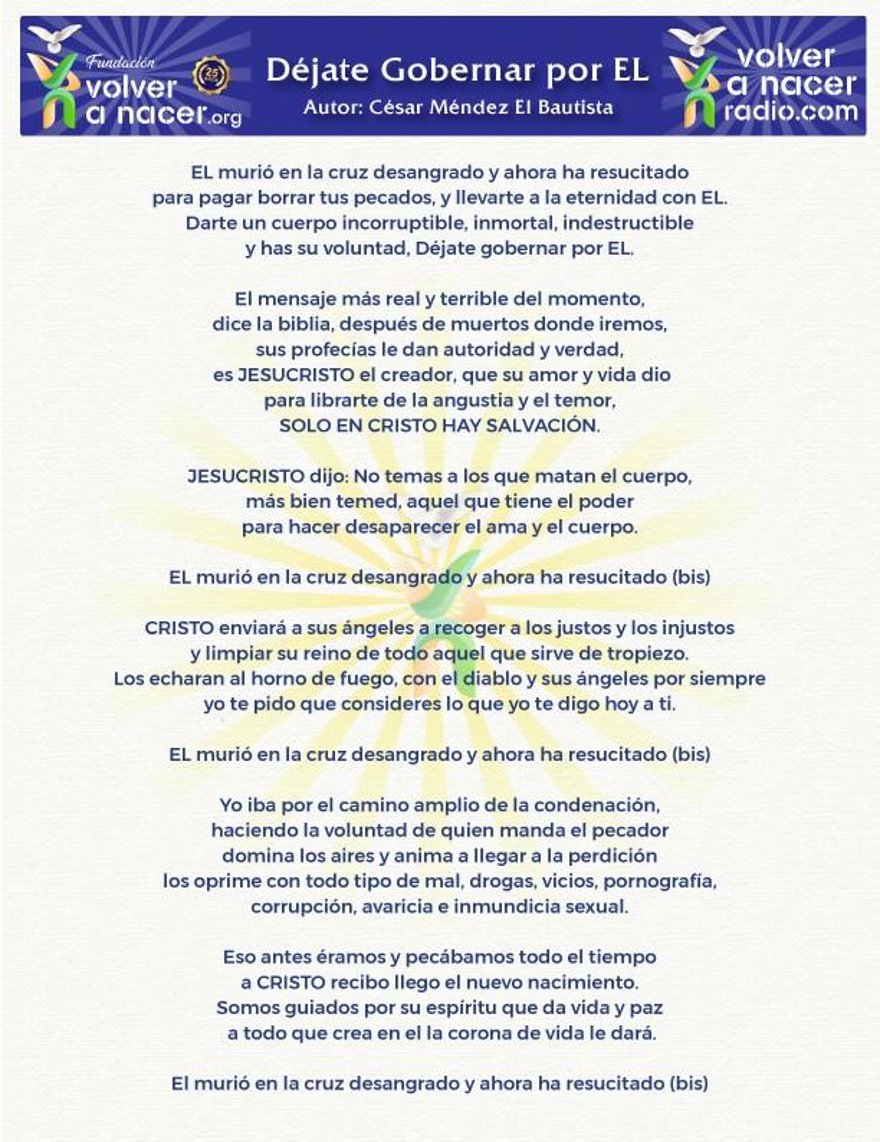 Fundación
volver
a nacer.org
25
Déjate Gobernar por EL
Autor: César Méndez El Bautista
volver
a nacer
radio.com
EL murió en la cruz desangrado y ahora ha resucitado
para pagar borrar tus pecados, y llevarte a la eternidad con EL.
Darte un cuerpo incorruptible, inmortal, indestructible
y has su voluntad, Déjate gobernar por EL.
El mensaje más real y terrible del momento,
dice la biblia, después de muertos donde iremos,
sus profecías le dan autoridad y verdad,
es JESUCRISTO el creador, que su amor y vida dio
para librarte de la angustia y el temor,
SOLO EN CRISTO HAY SALVACIÓN.
JESUCRISTO dijo: No temas a los que matan el cuerpo,
más bien temed, aquel que tiene el poder
para hacer desaparecer el ama y el cuerpo.
EL murió en la cruz desangrado y ahora ha resucitado (bis)
CRISTO enviará a sus ángeles a recoger a los justos y los injustos
y limpiar su reino de todo aquel que sirve de tropiezo.
Los echaran al horno de fuego, con el diablo y sus ángeles por siempre
yo te pido que consideres lo que yo te digo hoy a ti.
EL murió en la cruz desangrado y ahora ha resucitado (bis)
Yo iba por el camino amplio de la condenación,
haciendo la voluntad de quien manda el pecador
domina los aires y anima a llegar a la perdición
los oprime con todo tipo de mal, drogas, vicios, pornografía,
corrupción, avaricia e inmundicia sexual.
Eso antes éramos y pecábamos todo el tiempo
a CRISTO recibo llego el nuevo nacimiento.
Somos guiados por su espíritu que da vida y paz
a todo que crea en el la corona de vida le dará.
El murió en la cruz desangrado y ahora ha resucitado (bis)